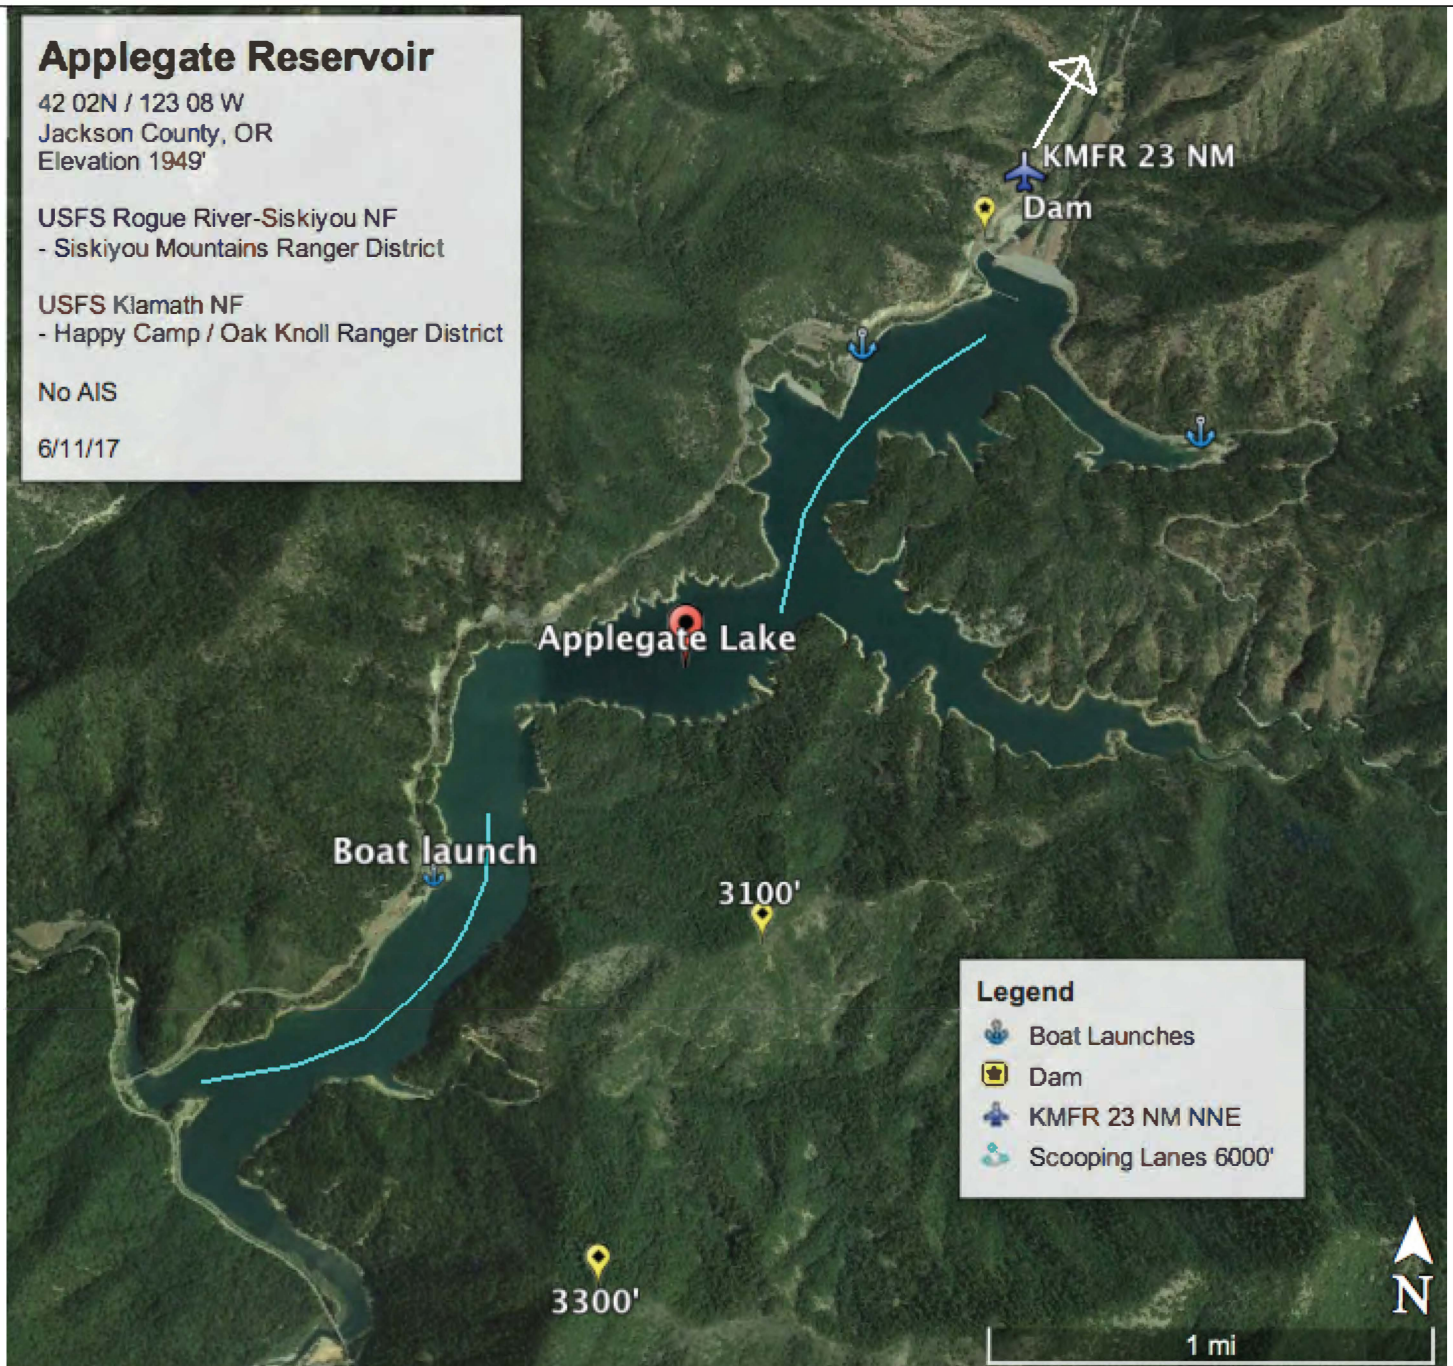 Applegate Reservoir
42 02N / 123 08 W
Jackson County, OR
Elevation 1949'
USFS Rogue River-Siskiyou NF
- Siskiyou Mountains Ranger District
USFS Klamath NF
- Happy Camp / Oak Knoll Ranger District
No AIS
6/11/17
KMFR 23 NM
Dam
Applegate Lake
Boat launch
3100'
Legend
Boat Launches
Dam
KMFR 23 NM NNE
Scooping Lanes 6000'
3300'
N
1 mi